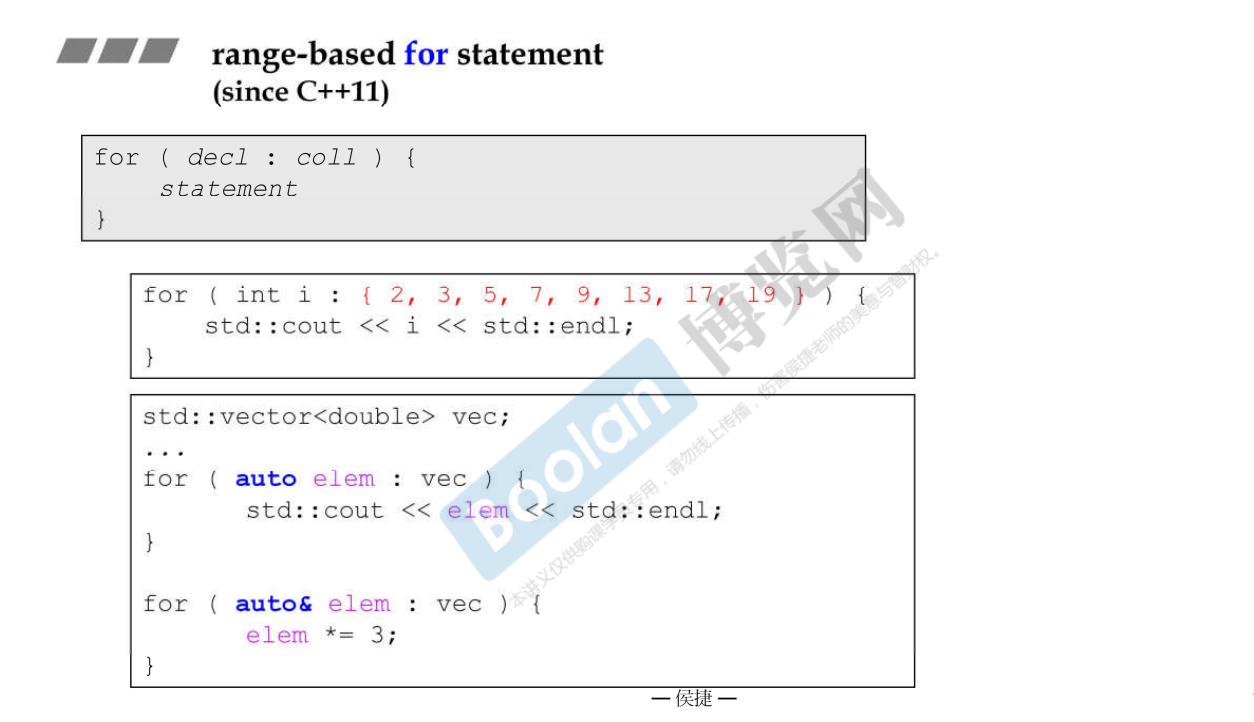 range-based for statement
(since C++11)
for ( decl : coll ) {
statement
}
for ( int i : { 2, 3, 5, 7, 9, 13, 17, 19 } ) {
std::cout << i << std::endl;
}
std::vector<double> vec;
...
for ( auto elem : vec ) {
std::cout << elem << std::endl;
}
for ( auto& elem : vec ) {
elem *= 3;
}
Boolan
博览网
本讲义仅供购课学员专用，请勿线上传播，伤害侯捷老师的美意与智财权。
— 侯捷 —